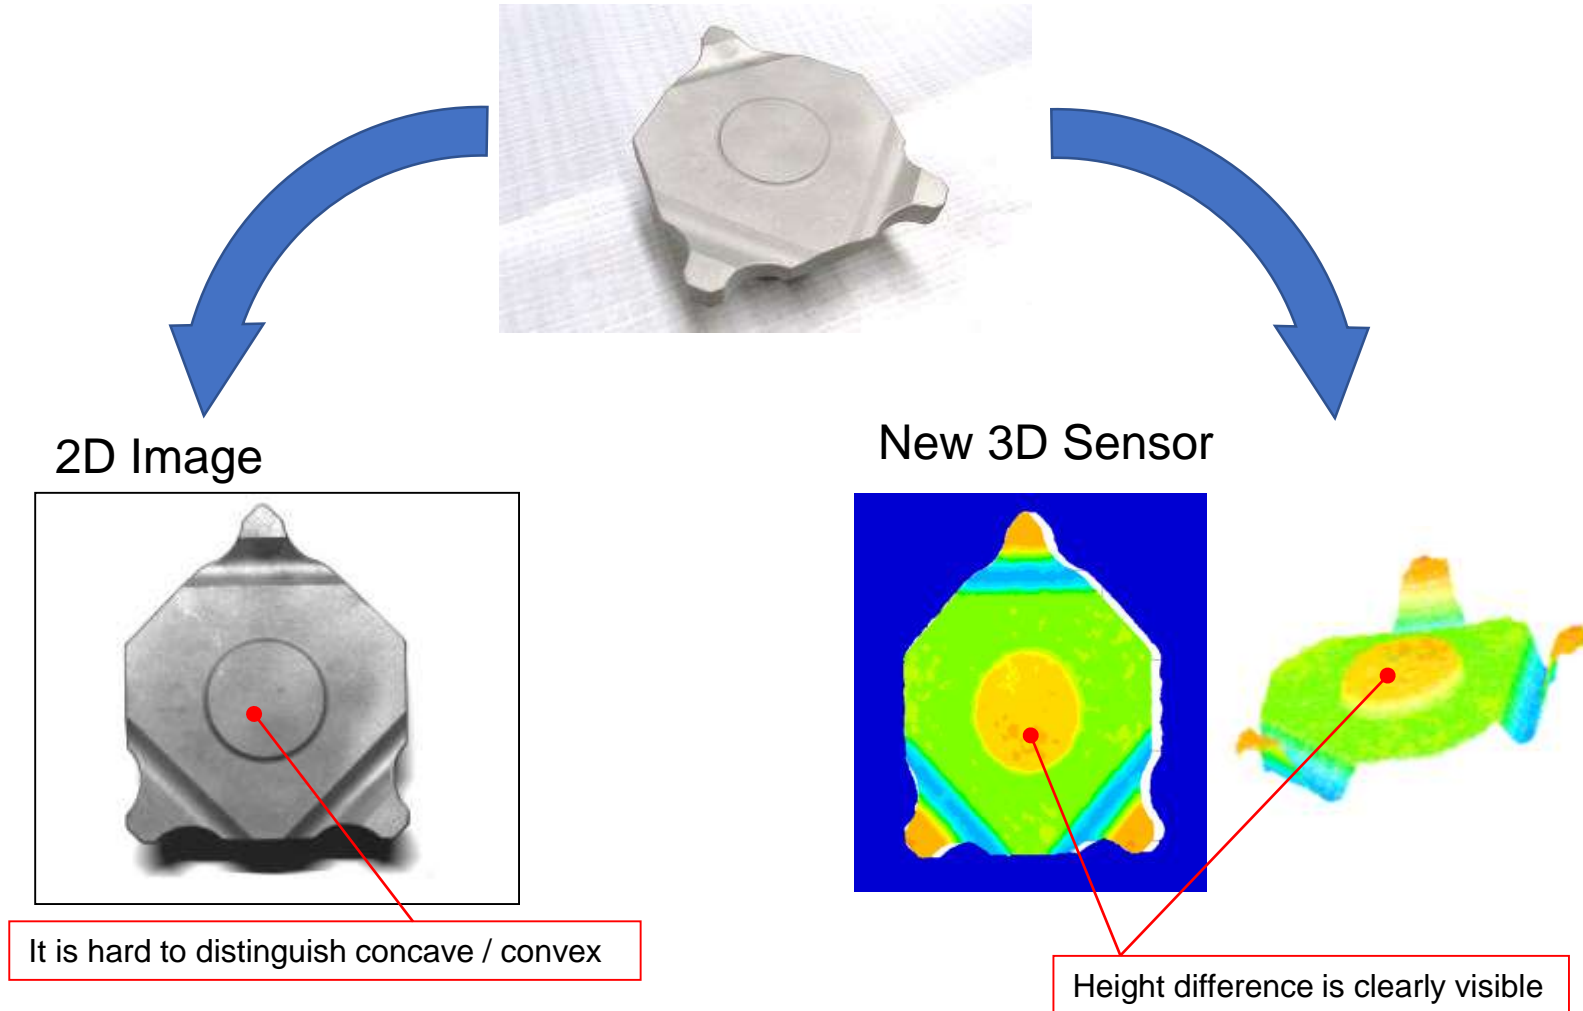 2D Image
New 3D Sensor
It is hard to distinguish concave / convex
Height difference is clearly visible